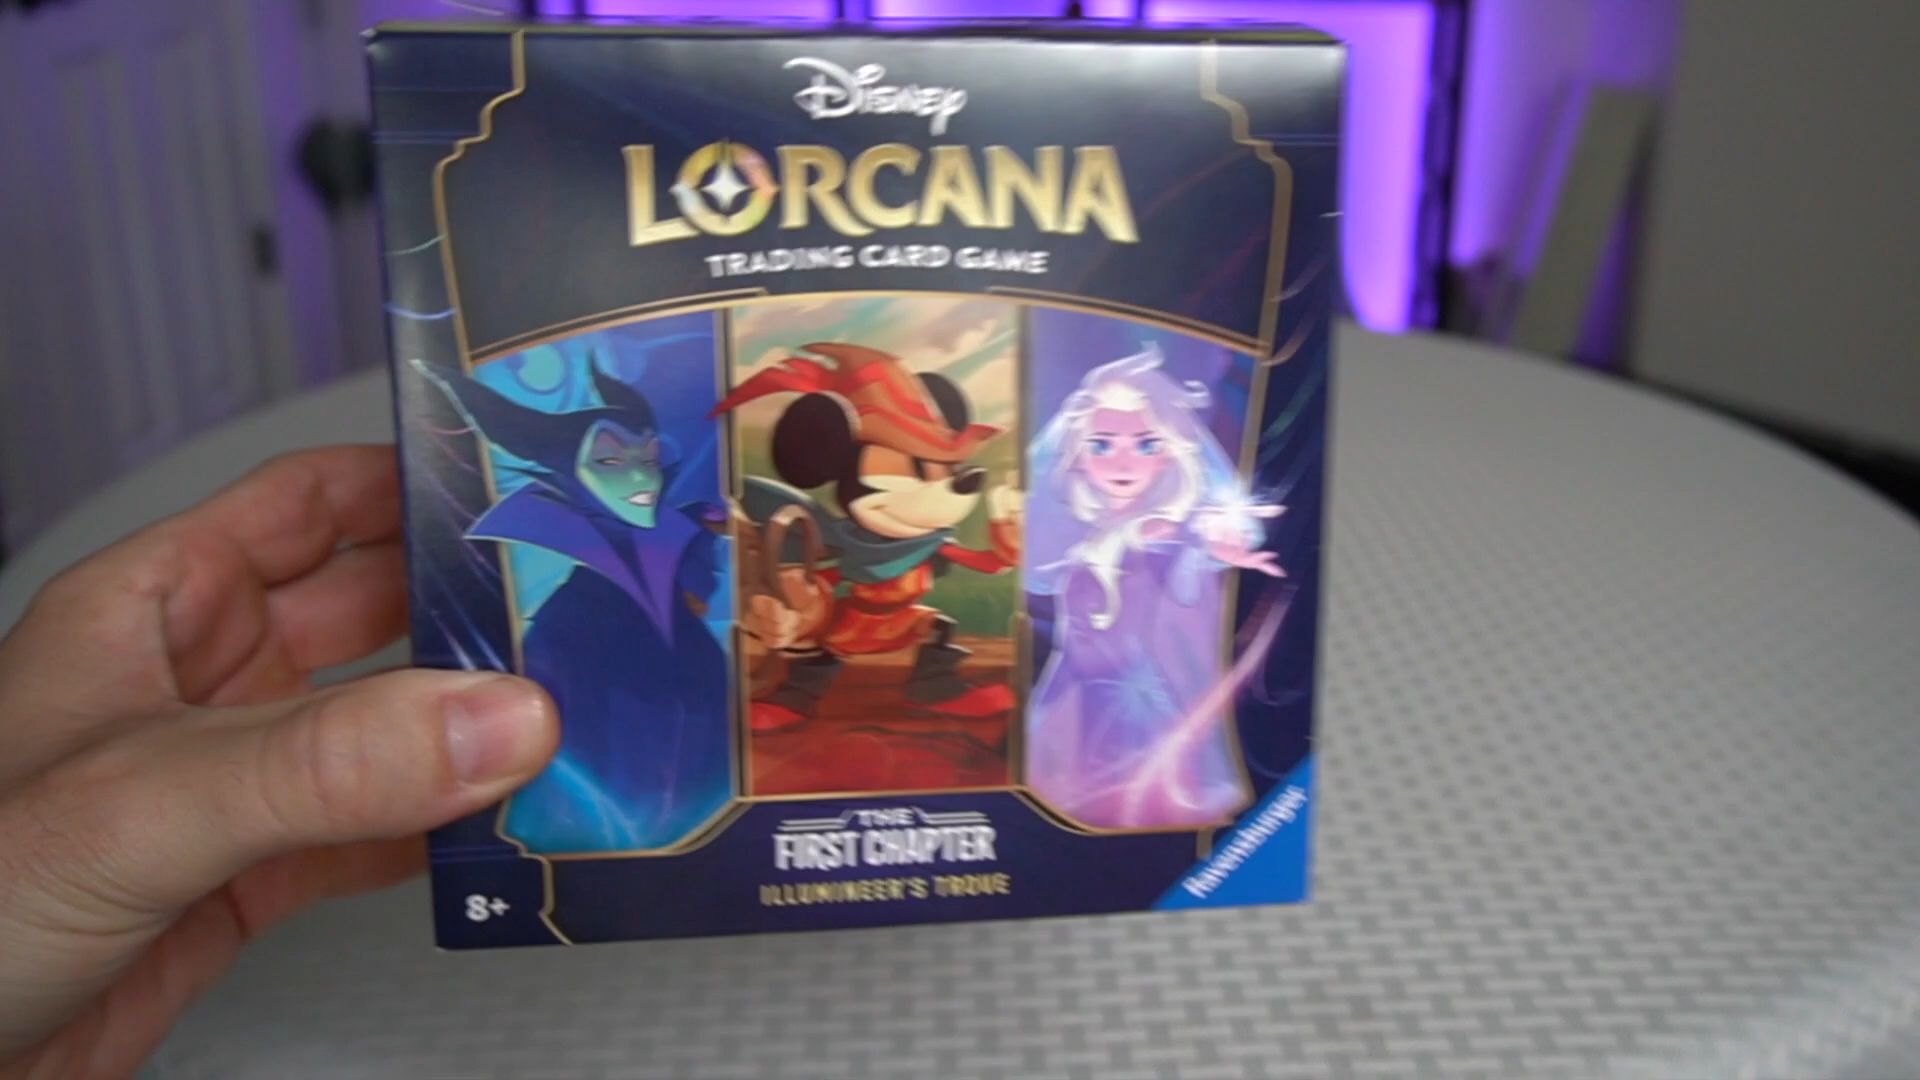 Disney
LORCANA
TRADING CARD GAME
THE
FIRST CHAPTER
ILLUMINEER'S TROVE
8+
Ravensburger